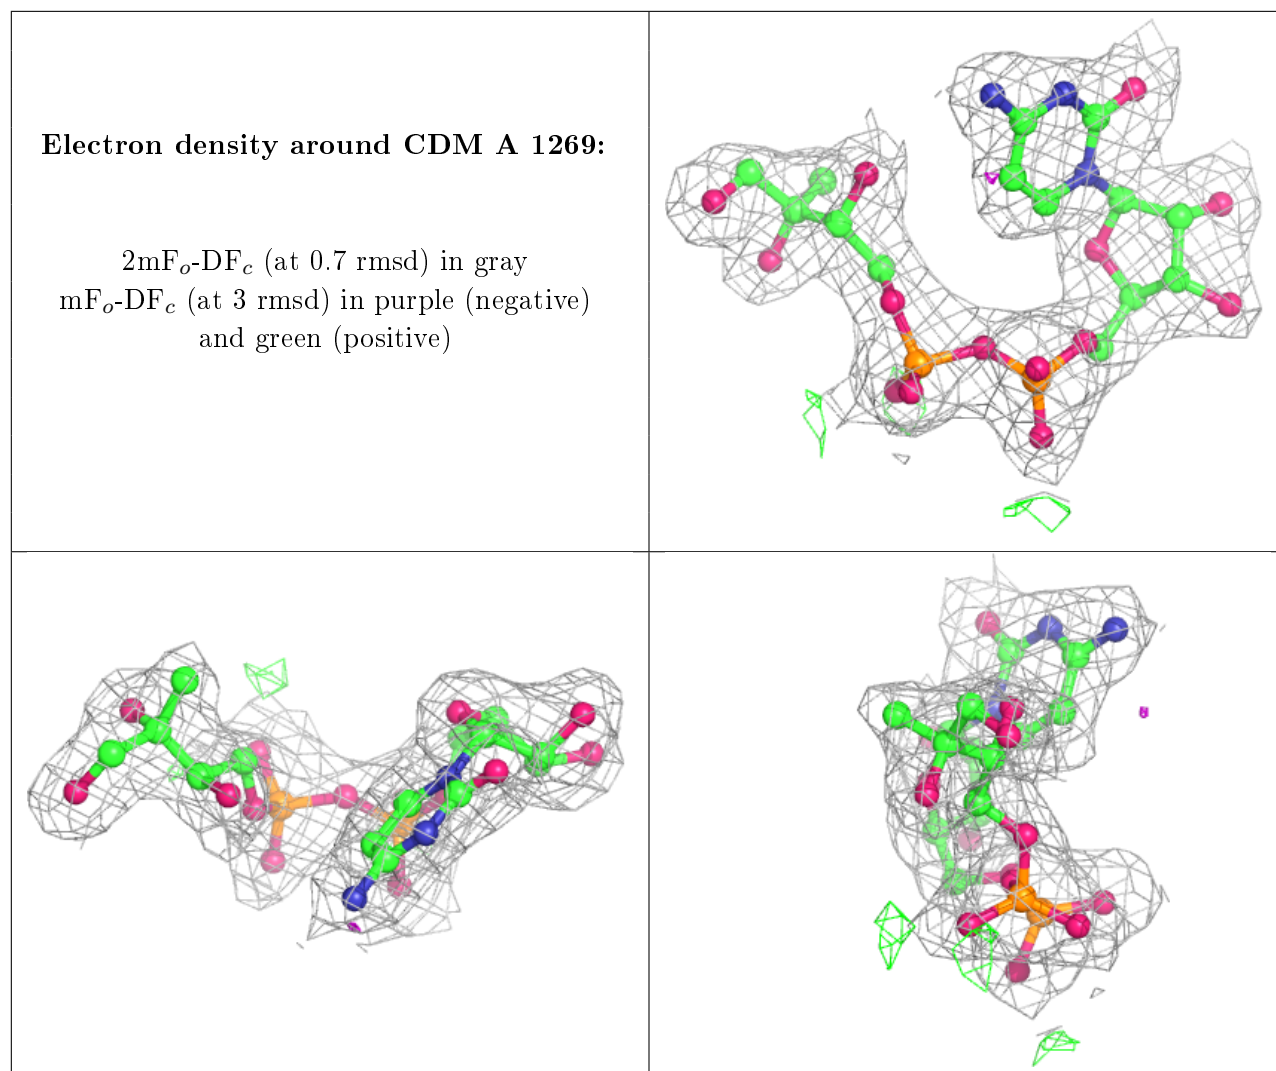 Electron density around CDM A 1269:
2mFo-DFc (at 0.7 rmsd) in gray
mFo-DFc (at 3 rmsd) in purple (negative)
and green (positive)